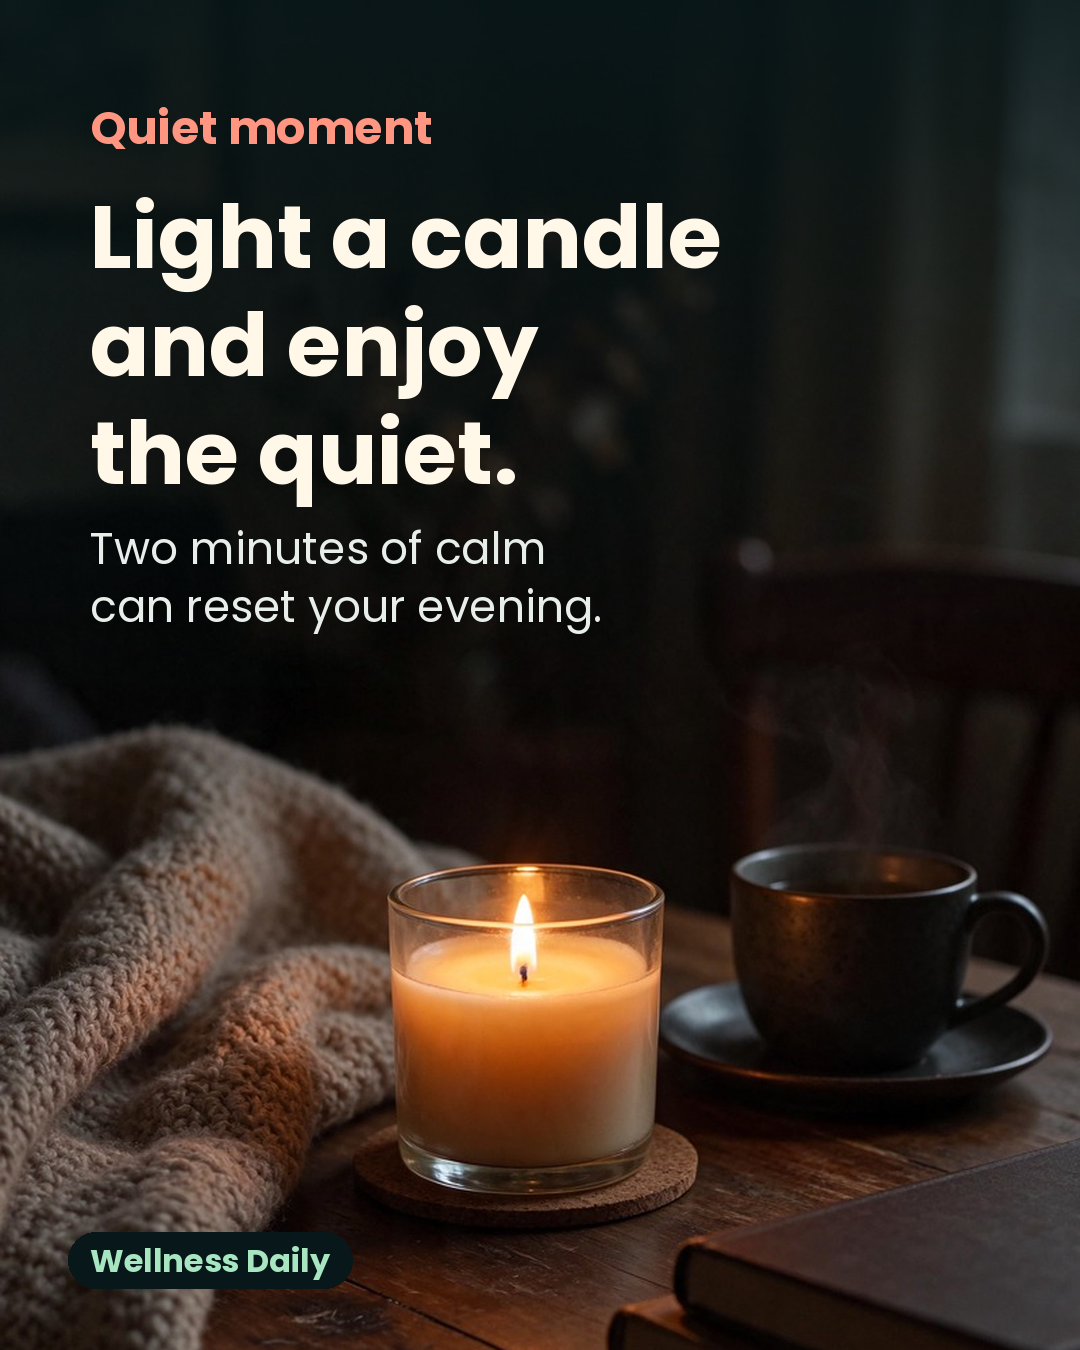 Quiet moment
Light a candle
and enjoy
the quiet.
Two minutes of calm
can reset your evening.
Wellness Daily